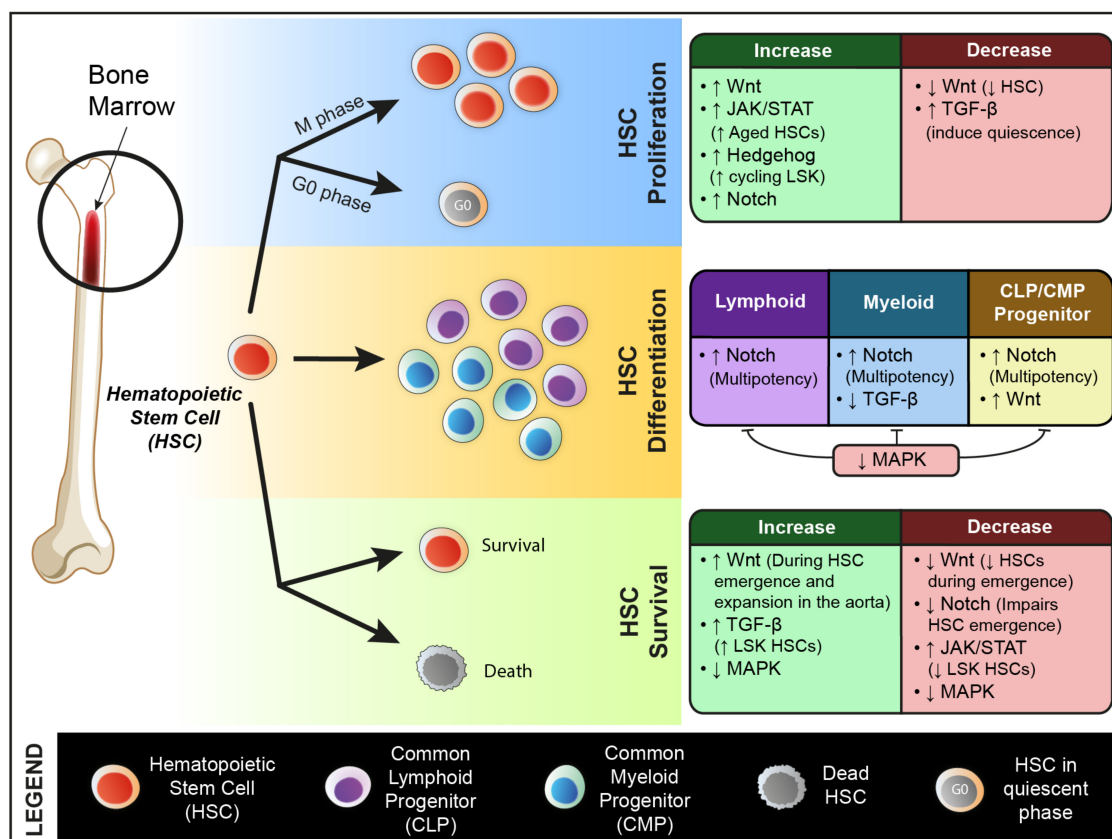 Bone
Marrow
Hematopoietic
Stem Cell
(HSC)
M phase
G0 phase
G0
HSC
Proliferation
Increase
• ↑ Wnt
• ↑ JAK/STAT
(↑ Aged HSCs)
• ↑ Hedgehog
(↑ cycling LSK)
• ↑ Notch
Decrease
• ↓ Wnt (↓ HSC)
• ↑ TGF-β
(induce quiescence)
HSC
Differentiation
Lymphoid
• ↑ Notch
(Multipotency)
Myeloid
• ↑ Notch
(Multipotency)
• ↓ TGF-β
CLP/CMP
Progenitor
• ↑ Notch
(Multipotency)
• ↑ Wnt
↓ MAPK
Survival
Death
HSC
Survival
Increase
• ↑ Wnt (During HSC
emergence and
expansion in the aorta)
• ↑ TGF-β
(↑ LSK HSCs)
• ↓ MAPK
Decrease
• ↓ Wnt (↓ HSCs
during emergence)
• ↓ Notch (Impairs
HSC emergence)
• ↑ JAK/STAT
(↓ LSK HSCs)
• ↓ MAPK
LEGEND
Hematopoietic
Stem Cell
(HSC)
Common
Lymphoid
Progenitor
(CLP)
Common
Myeloid
Progenitor
(CMP)
Dead
HSC
G0
HSC in
quiescent
phase